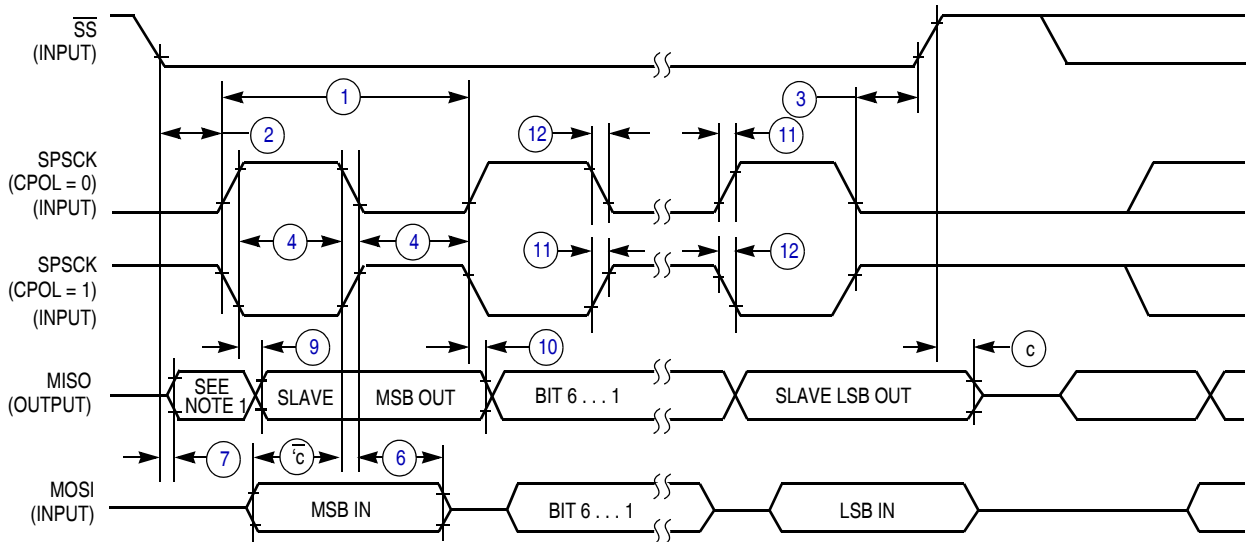 SS
(INPUT)
1
3
2
12
11
SPSCK
(CPOL = 0)
(INPUT)
4
4
11
12
SPSCK
(CPOL = 1)
(INPUT)
9
10
c
MISO
(OUTPUT)
SEE
NOTE 1
SLAVE
MSB OUT
BIT 6 . . . 1
SLAVE LSB OUT
7
6
MOSI
(INPUT)
MSB IN
BIT 6 . . . 1
LSB IN